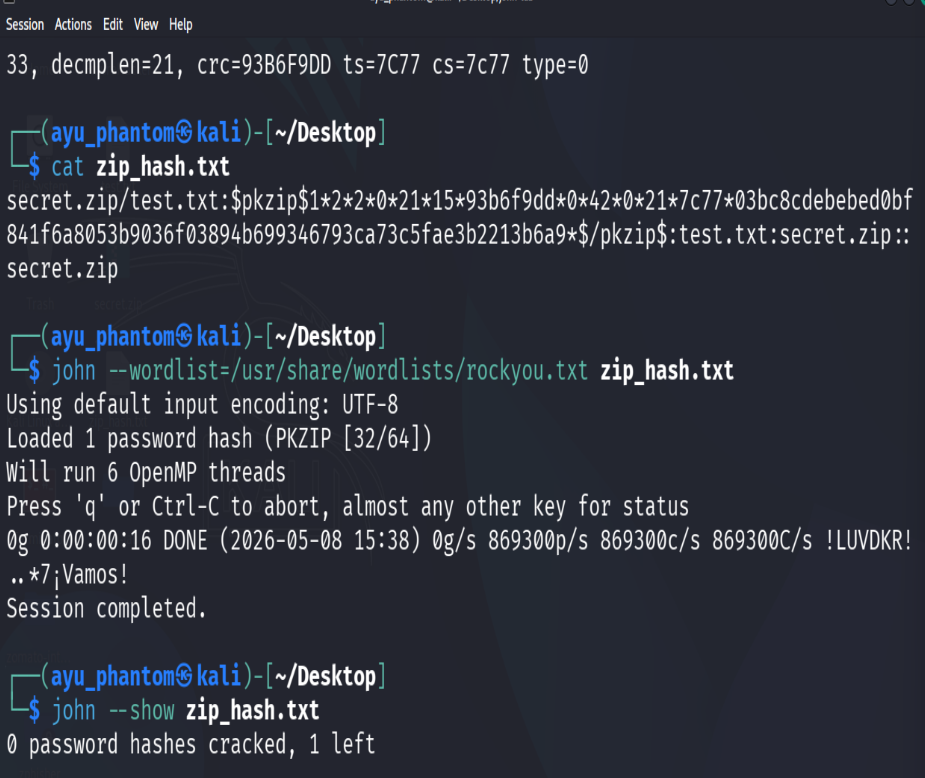 Session Actions Edit View Help
33, decmplen=21, crc=93B6F9DD ts=7C77 cs=7c77 type=0
┌──(ayu_phantom㉿kali)-[~/Desktop]
└─$ cat zip_hash.txt
secret.zip/test.txt:$pkzip$1*2*2*0*21*15*93b6f9dd*0*42*0*21*7c77*03bc8cdebebed0bf
841f6a8053b9036f03894b699346793ca73c5fae3b2213b6a9*$/pkzip$:test.txt:secret.zip::
secret.zip
┌──(ayu_phantom㉿kali)-[~/Desktop]
└─$ john --wordlist=/usr/share/wordlists/rockyou.txt zip_hash.txt
Using default input encoding: UTF-8
Loaded 1 password hash (PKZIP [32/64])
Will run 6 OpenMP threads
Press 'q' or Ctrl-C to abort, almost any other key for status
0g 0:00:00:16 DONE (2026-05-08 15:38) 0g/s 869300p/s 869300c/s 869300C/s !LUVDKR!
..*7¡Vamos!
Session completed.
┌──(ayu_phantom㉿kali)-[~/Desktop]
└─$ john --show zip_hash.txt
0 password hashes cracked, 1 left